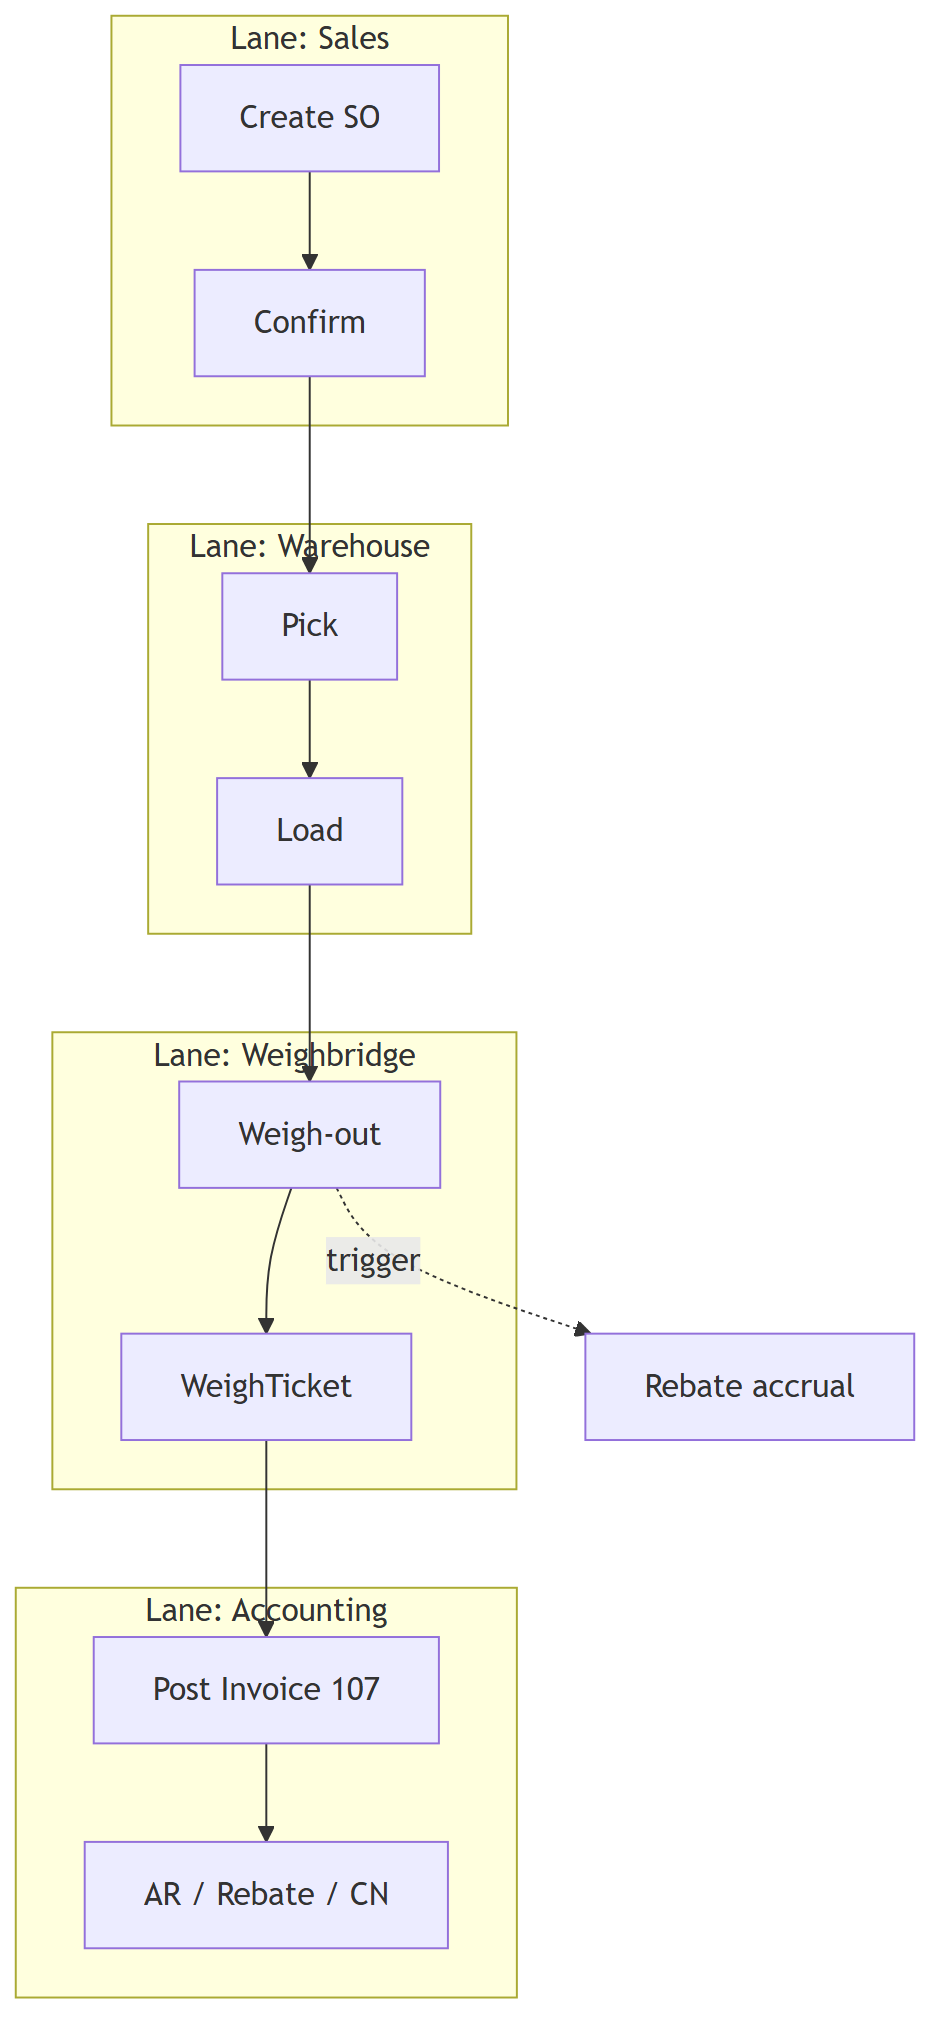 Lane: Sales
Create SO
Confirm
Lane: Warehouse
Pick
Load
Lane: Weighbridge
Weigh-out
trigger
WeighTicket
Rebate accrual
Lane: Accounting
Post Invoice 107
AR / Rebate / CN